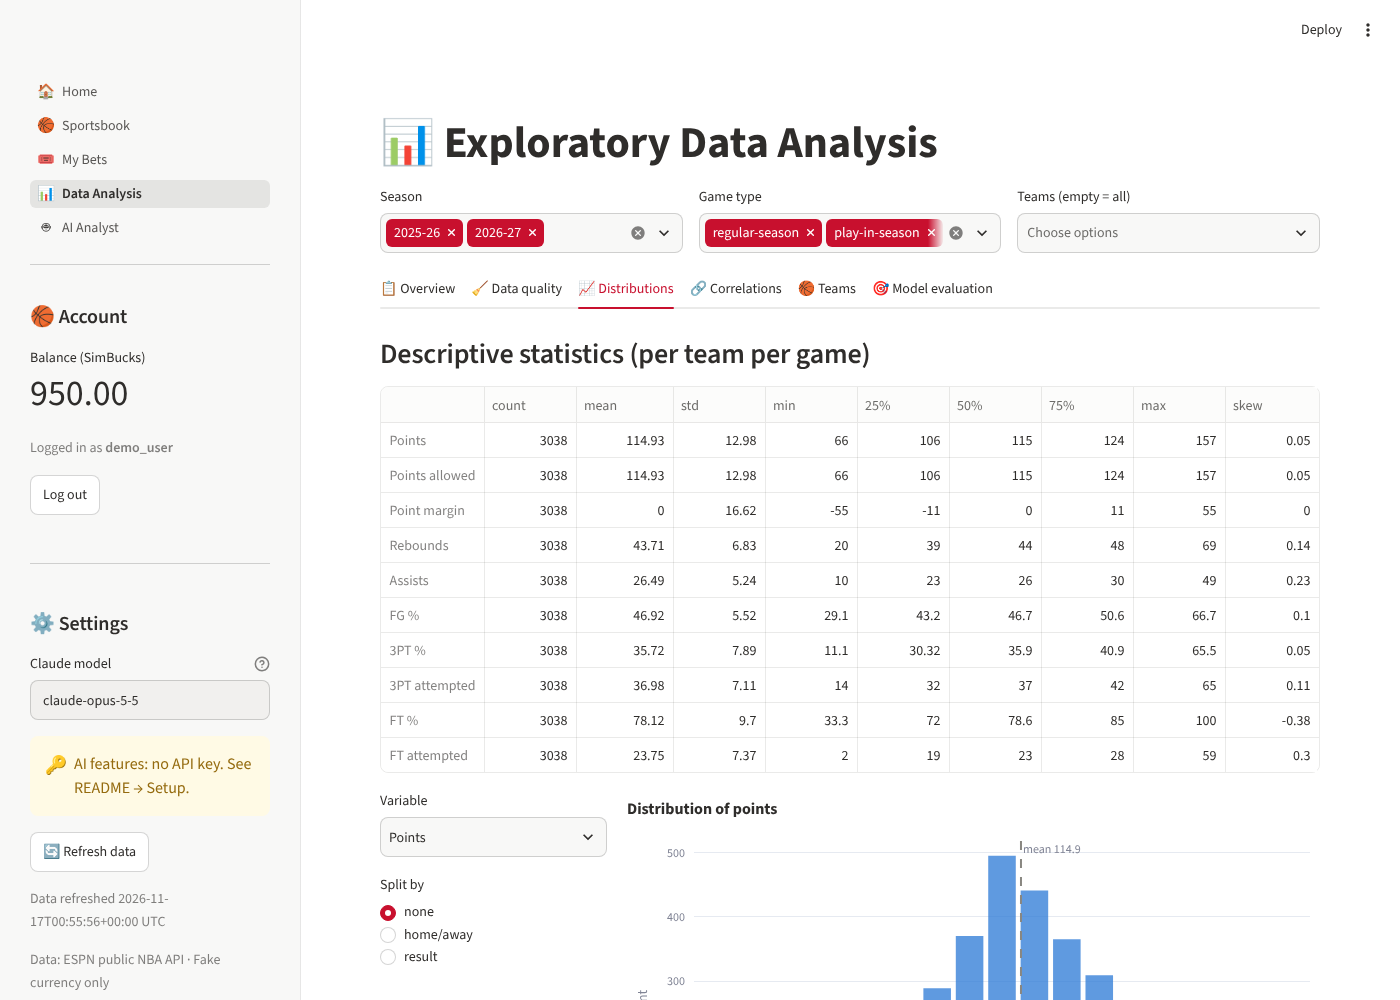 Deploy
Home
Sportsbook
My Bets
Data Analysis
AI Analyst
Account
Balance (SimBucks)
950.00
Logged in as demo_user
Log out
Settings
Claude model
claude-opus-5-5
AI features: no API key. See
README → Setup.
Refresh data
Data refreshed 2026-11-
17T00:55:56+00:00 UTC
Data: ESPN public NBA API · Fake
currency only
Exploratory Data Analysis
Season Game type Teams (empty = all)
2025-26 2026-27 regular-season play-in-season Choose options
Overview Data quality Distributions Correlations Teams Model evaluation
Descriptive statistics (per team per game)
count mean std min 25% 50% 75% max skew
Points 3038 114.93 12.98 66 106 115 124 157 0.05
Points allowed 3038 114.93 12.98 66 106 115 124 157 0.05
Point margin 3038 0 16.62 -55 -11 0 11 55 0
Rebounds 3038 43.71 6.83 20 39 44 48 69 0.14
Assists 3038 26.49 5.24 10 23 26 30 49 0.23
FG % 3038 46.92 5.52 29.1 43.2 46.7 50.6 66.7 0.1
3PT % 3038 35.72 7.89 11.1 30.32 35.9 40.9 65.5 0.05
3PT attempted 3038 36.98 7.11 14 32 37 42 65 0.11
FT % 3038 78.12 9.7 33.3 72 78.6 85 100 -0.38
FT attempted 3038 23.75 7.37 2 19 23 28 59 0.3
Variable
Points
Split by
none
home/away
result
Distribution of points
mean 114.9
500
400
300